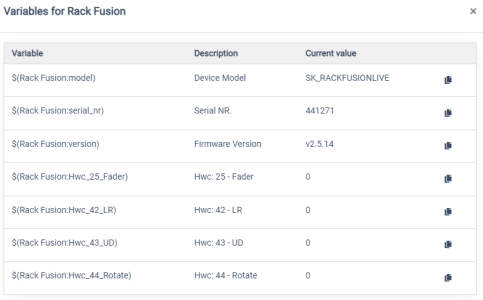 Variables for Rack Fusion ×
Variable Description Current value
$(Rack Fusion:model) Device Model SK_RACKFUSIONLIVE
$(Rack Fusion:serial_nr) Serial NR. 441271
$(Rack Fusion:version) Firmware Version v2.5.14
$(Rack Fusion:Hwc_25_Fader) Hwc: 25 - Fader 0
$(Rack Fusion:Hwc_42_LR) Hwc: 42 - LR 0
$(Rack Fusion:Hwc_43_UD) Hwc: 43 - UD 0
$(Rack Fusion:Hwc_44_Rotate) Hwc: 44 - Rotate 0